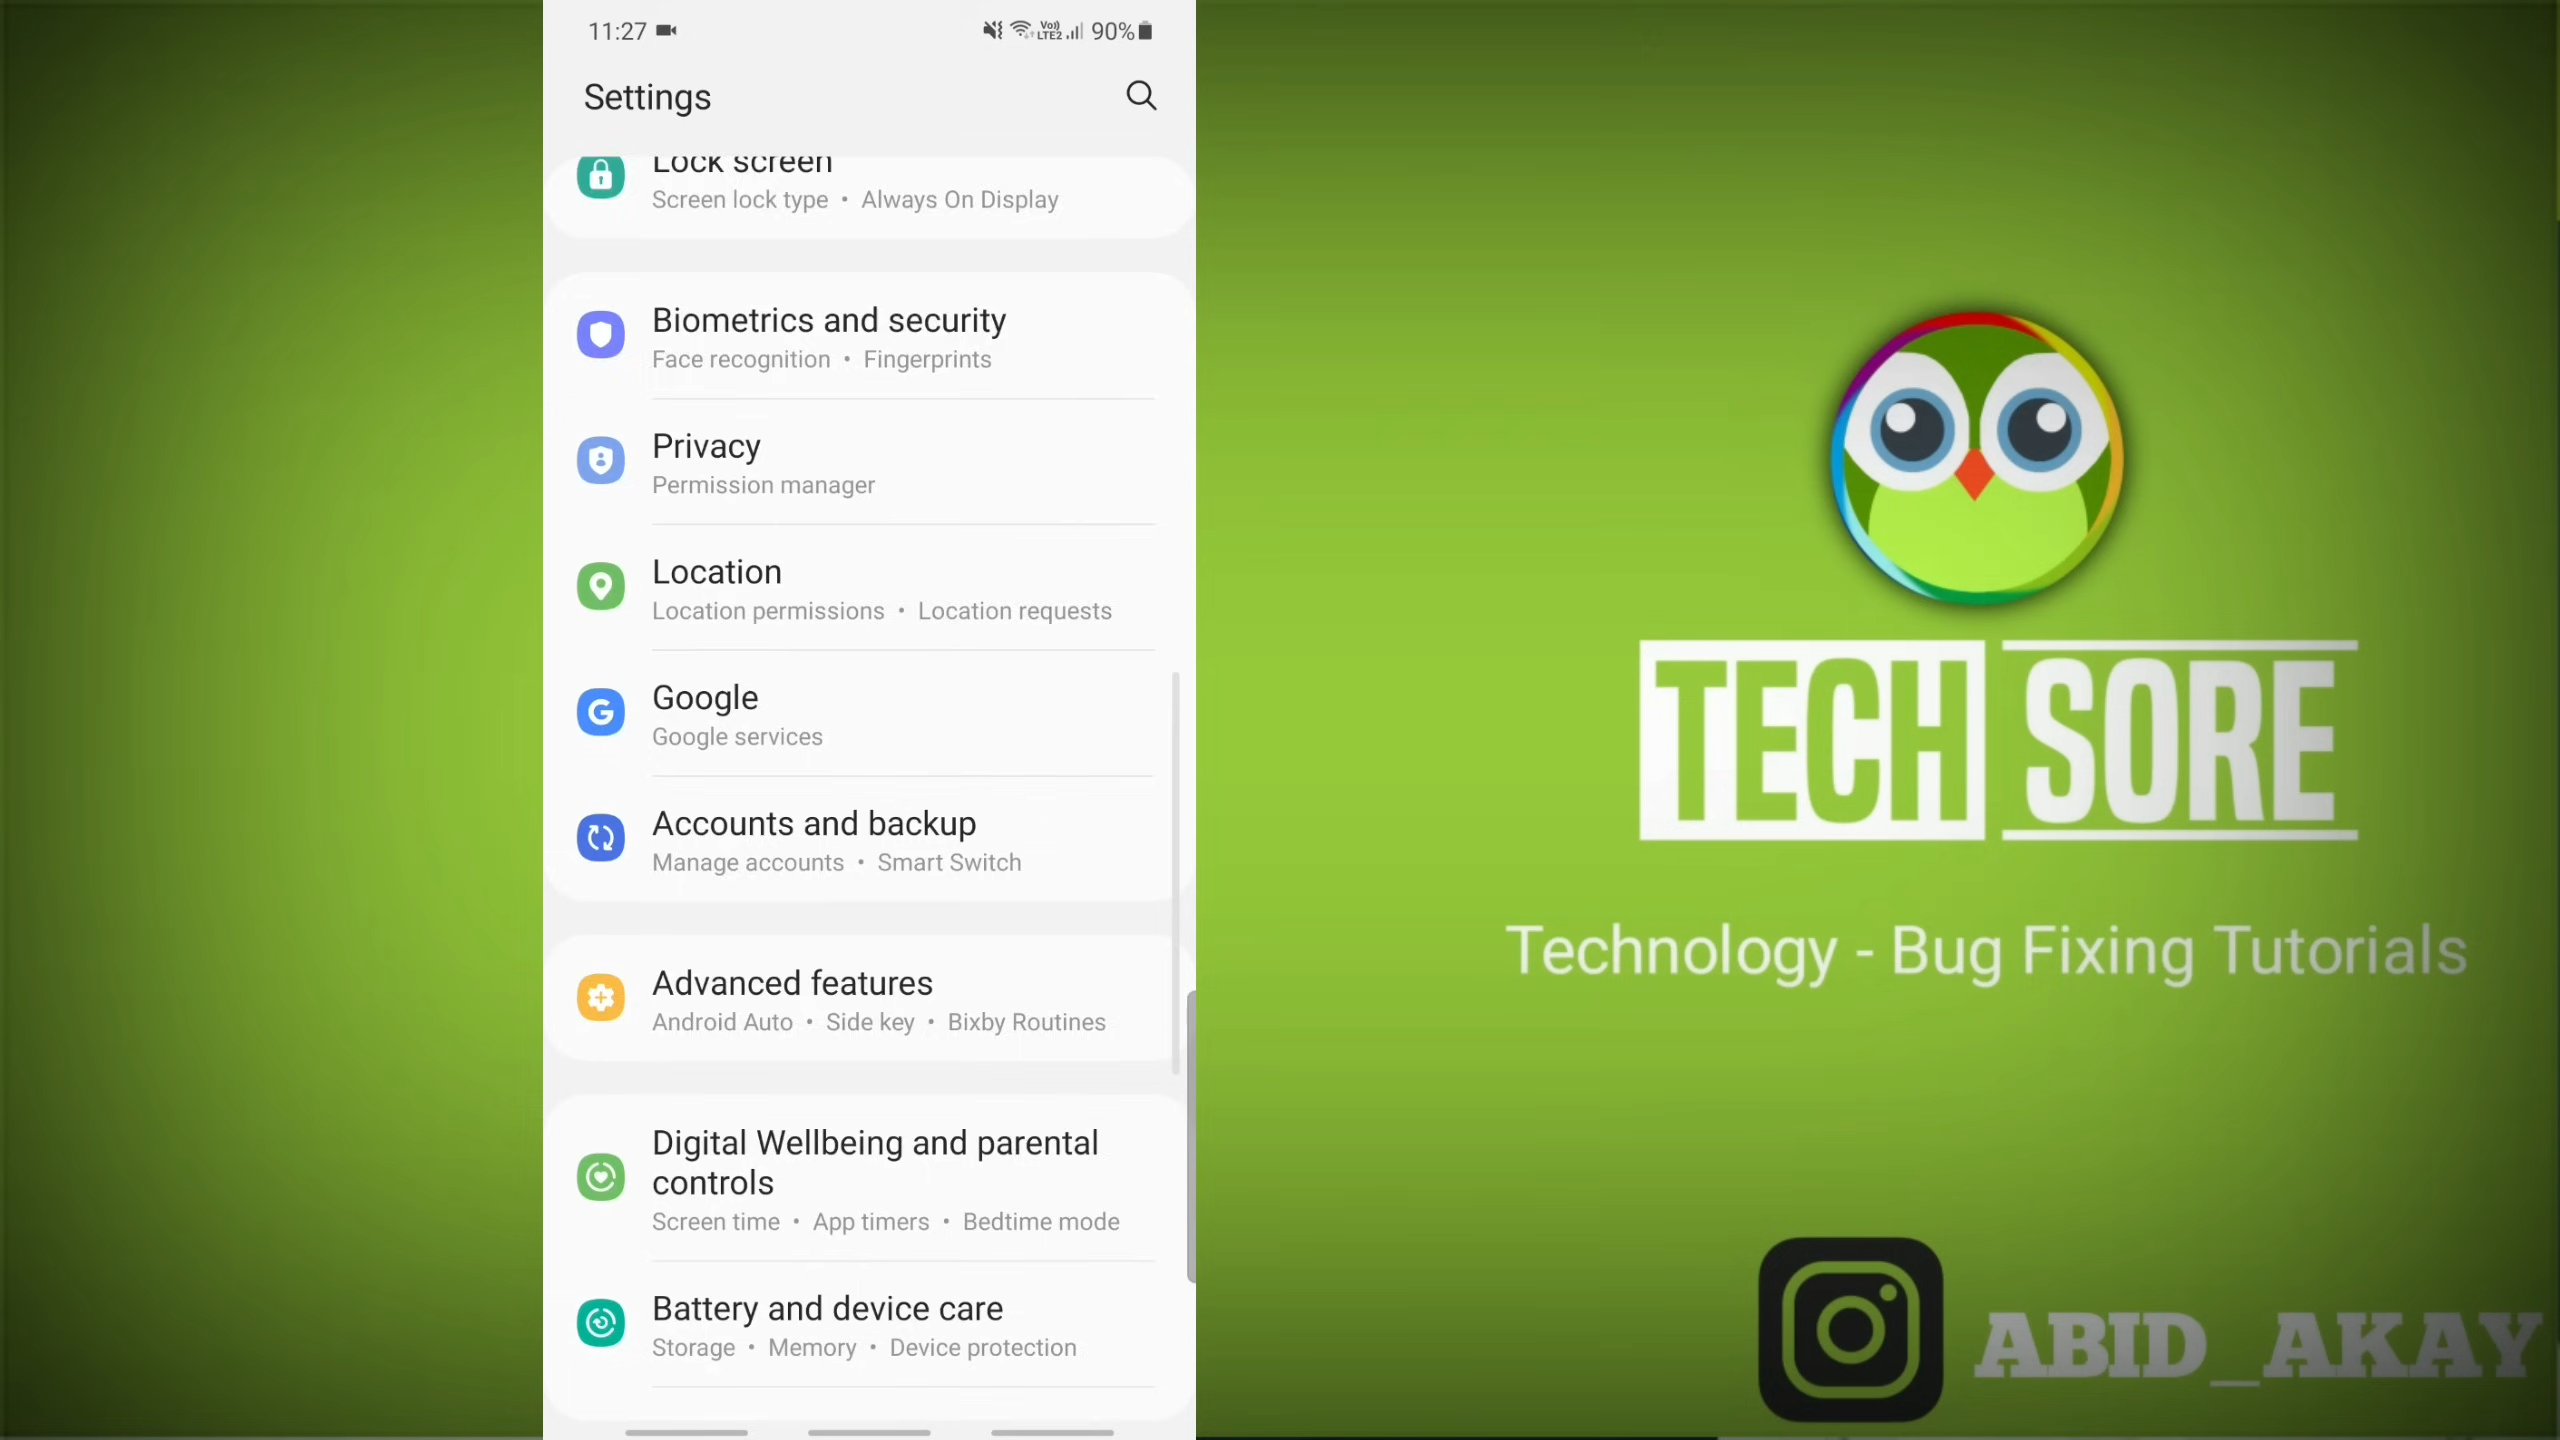 11:27
Vo)) LTE2 90%
Settings
Lock screen
Screen lock type • Always On Display
Biometrics and security
Face recognition • Fingerprints
Privacy
Permission manager
Location
Location permissions • Location requests
Google
Google services
Accounts and backup
Manage accounts • Smart Switch
Advanced features
Android Auto • Side key • Bixby Routines
Digital Wellbeing and parental
controls
Screen time • App timers • Bedtime mode
Battery and device care
Storage • Memory • Device protection
TECH SORE
Technology - Bug Fixing Tutorials
ABID_AKAY